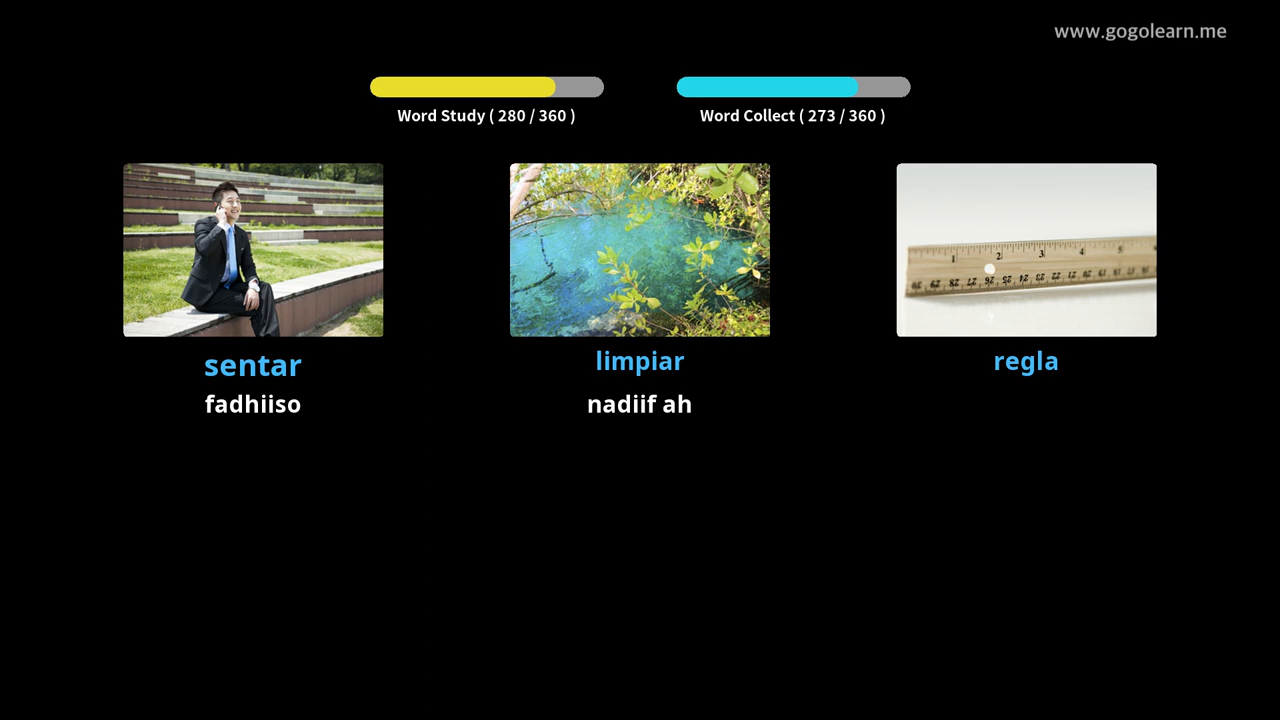 www.gogolearn.me
Word Study ( 280 / 360 )
Word Collect ( 273 / 360 )
sentar
fadhiiso
limpiar
nadiif ah
regla